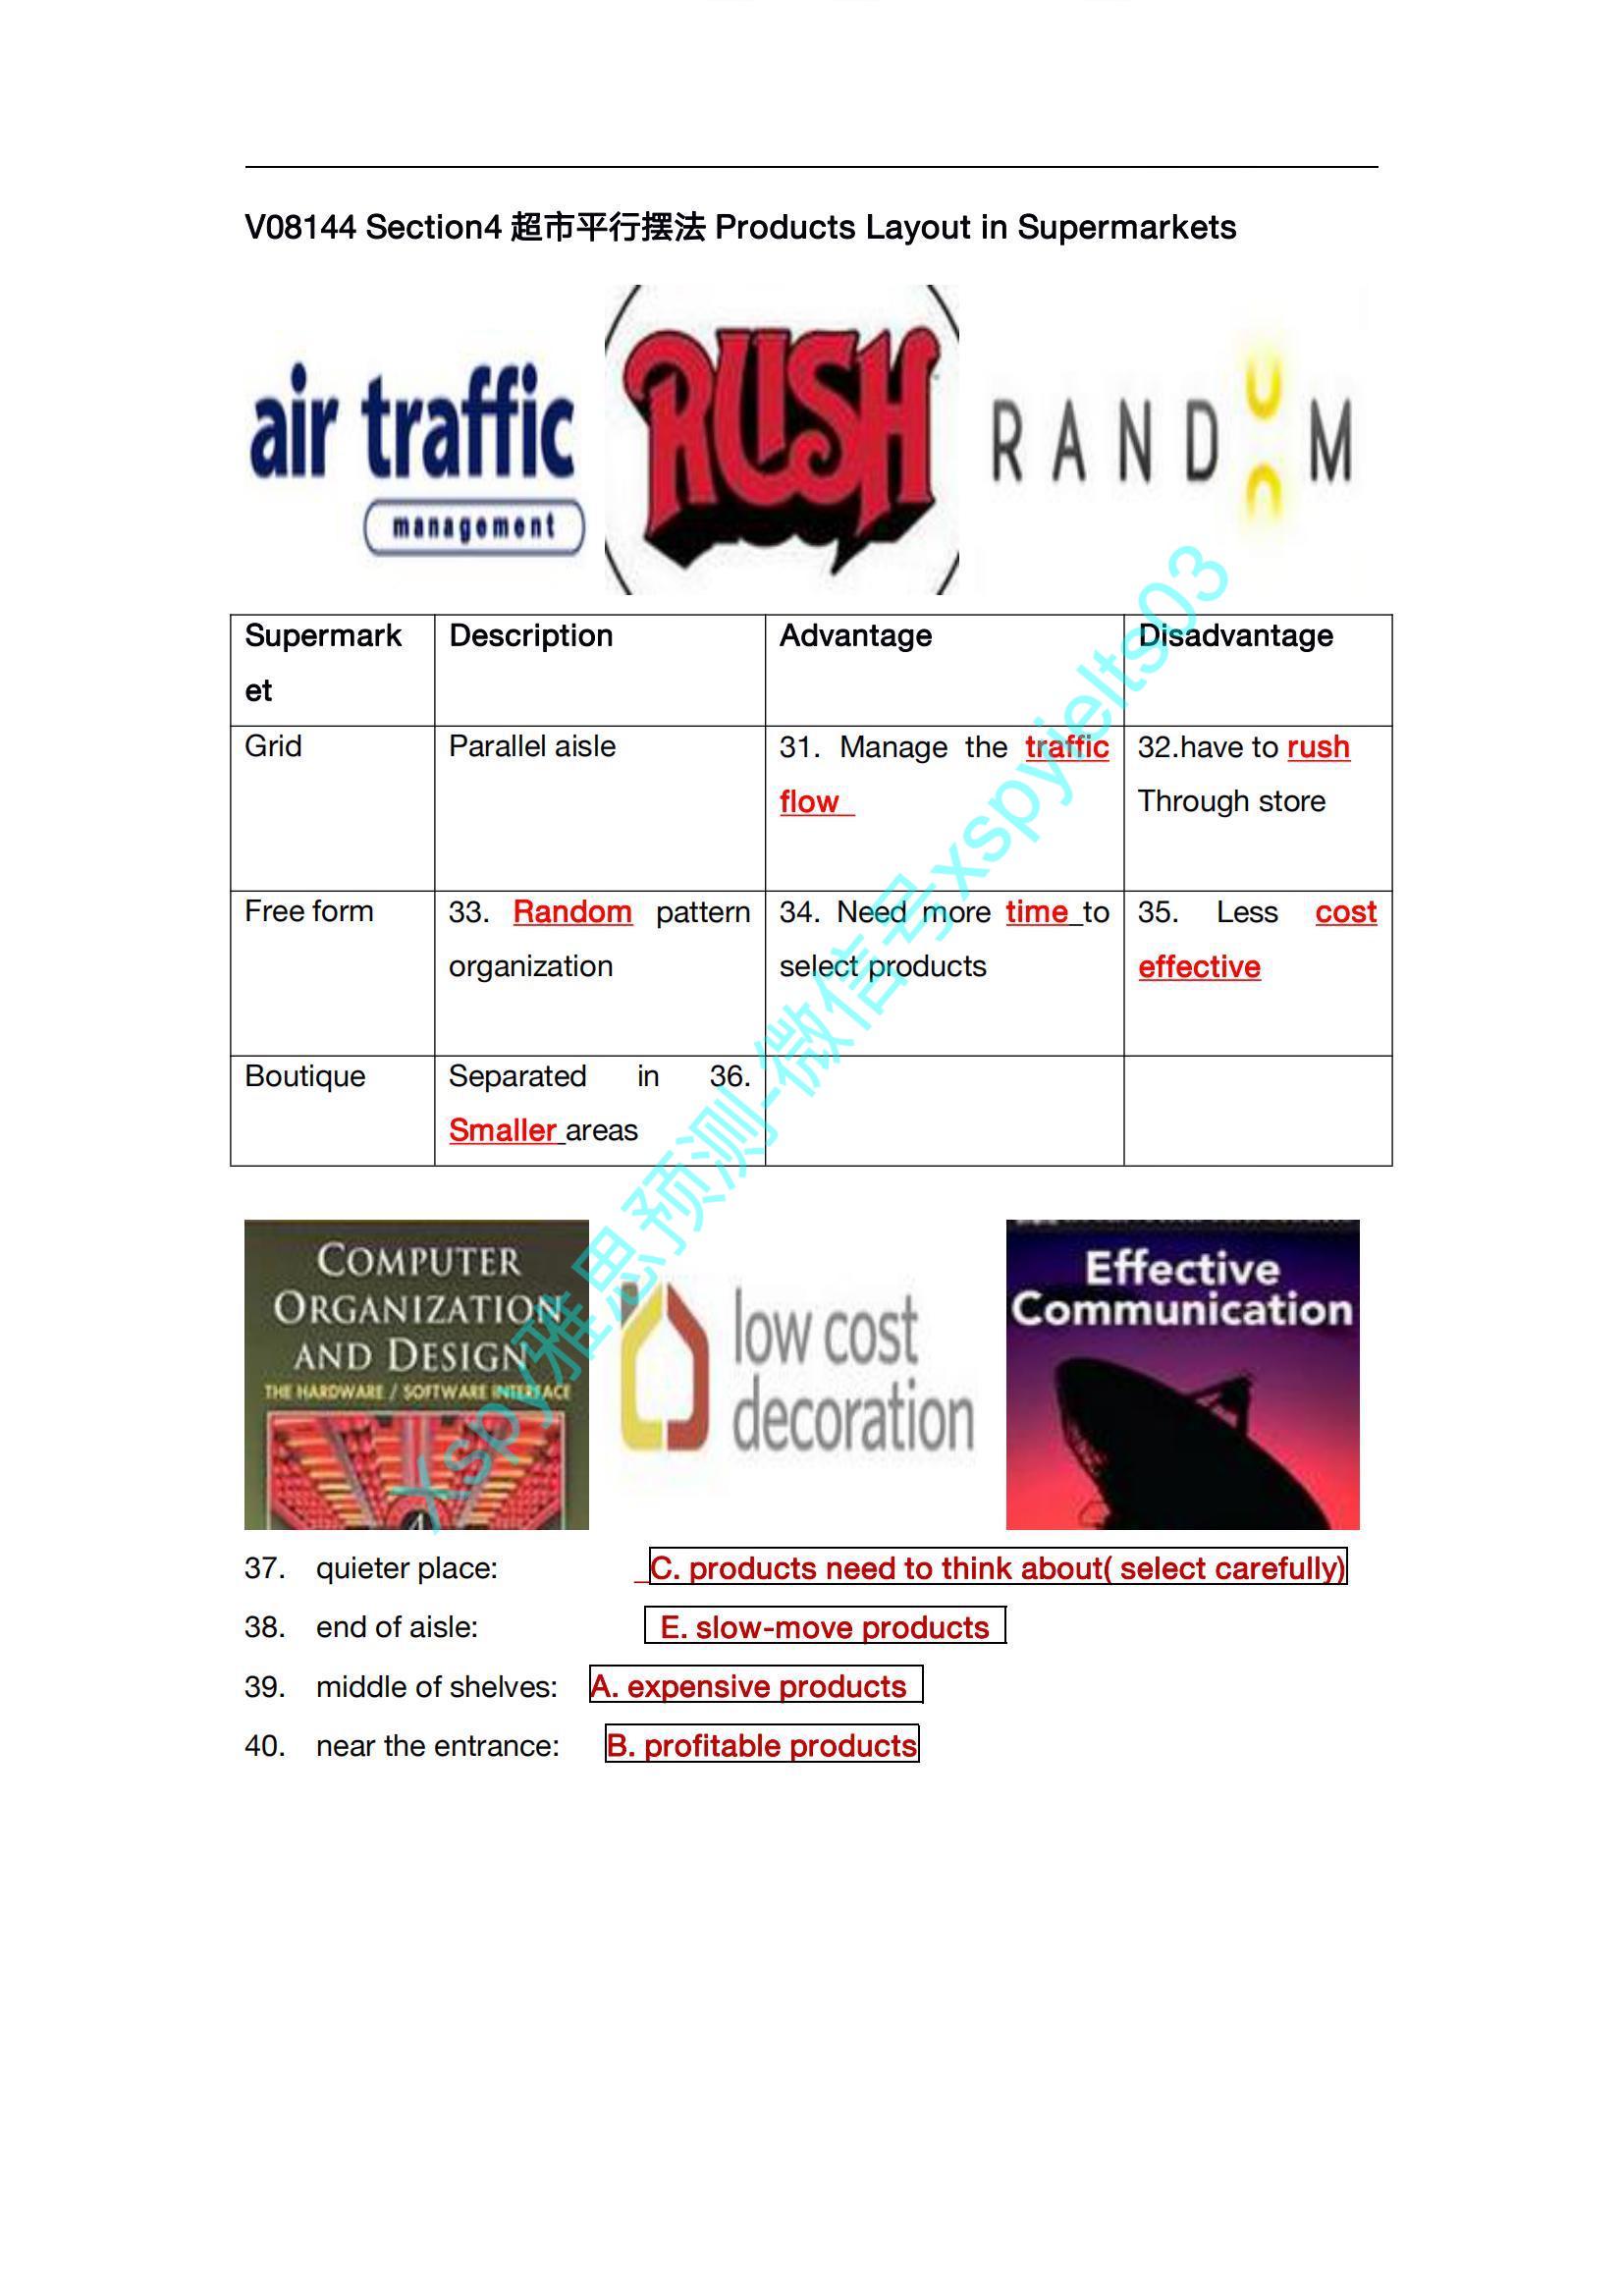 V08144 Section4 超市平行摆法 Products Layout in Supermarkets
air traffic
management
RUSH
RANDOM
Supermark
et
Description
Advantage
Disadvantage
Grid
Parallel aisle
31. Manage the traffic
flow
32.have to rush
Through store
Free form
33. Random pattern
organization
34. Need more time to
select products
35. Less cost
effective
Boutique
Separated in 36.
Smaller areas
COMPUTER
ORGANIZATION
AND DESIGN
THE HARDWARE / SOFTWARE INTERFACE
4
low cost
decoration
Effective
Communication
37. quieter place: _C. products need to think about( select carefully)
38. end of aisle: E. slow-move products
39. middle of shelves: A. expensive products
40. near the entrance: B. profitable products
Xspy雅思预测-微信号xspyielts03